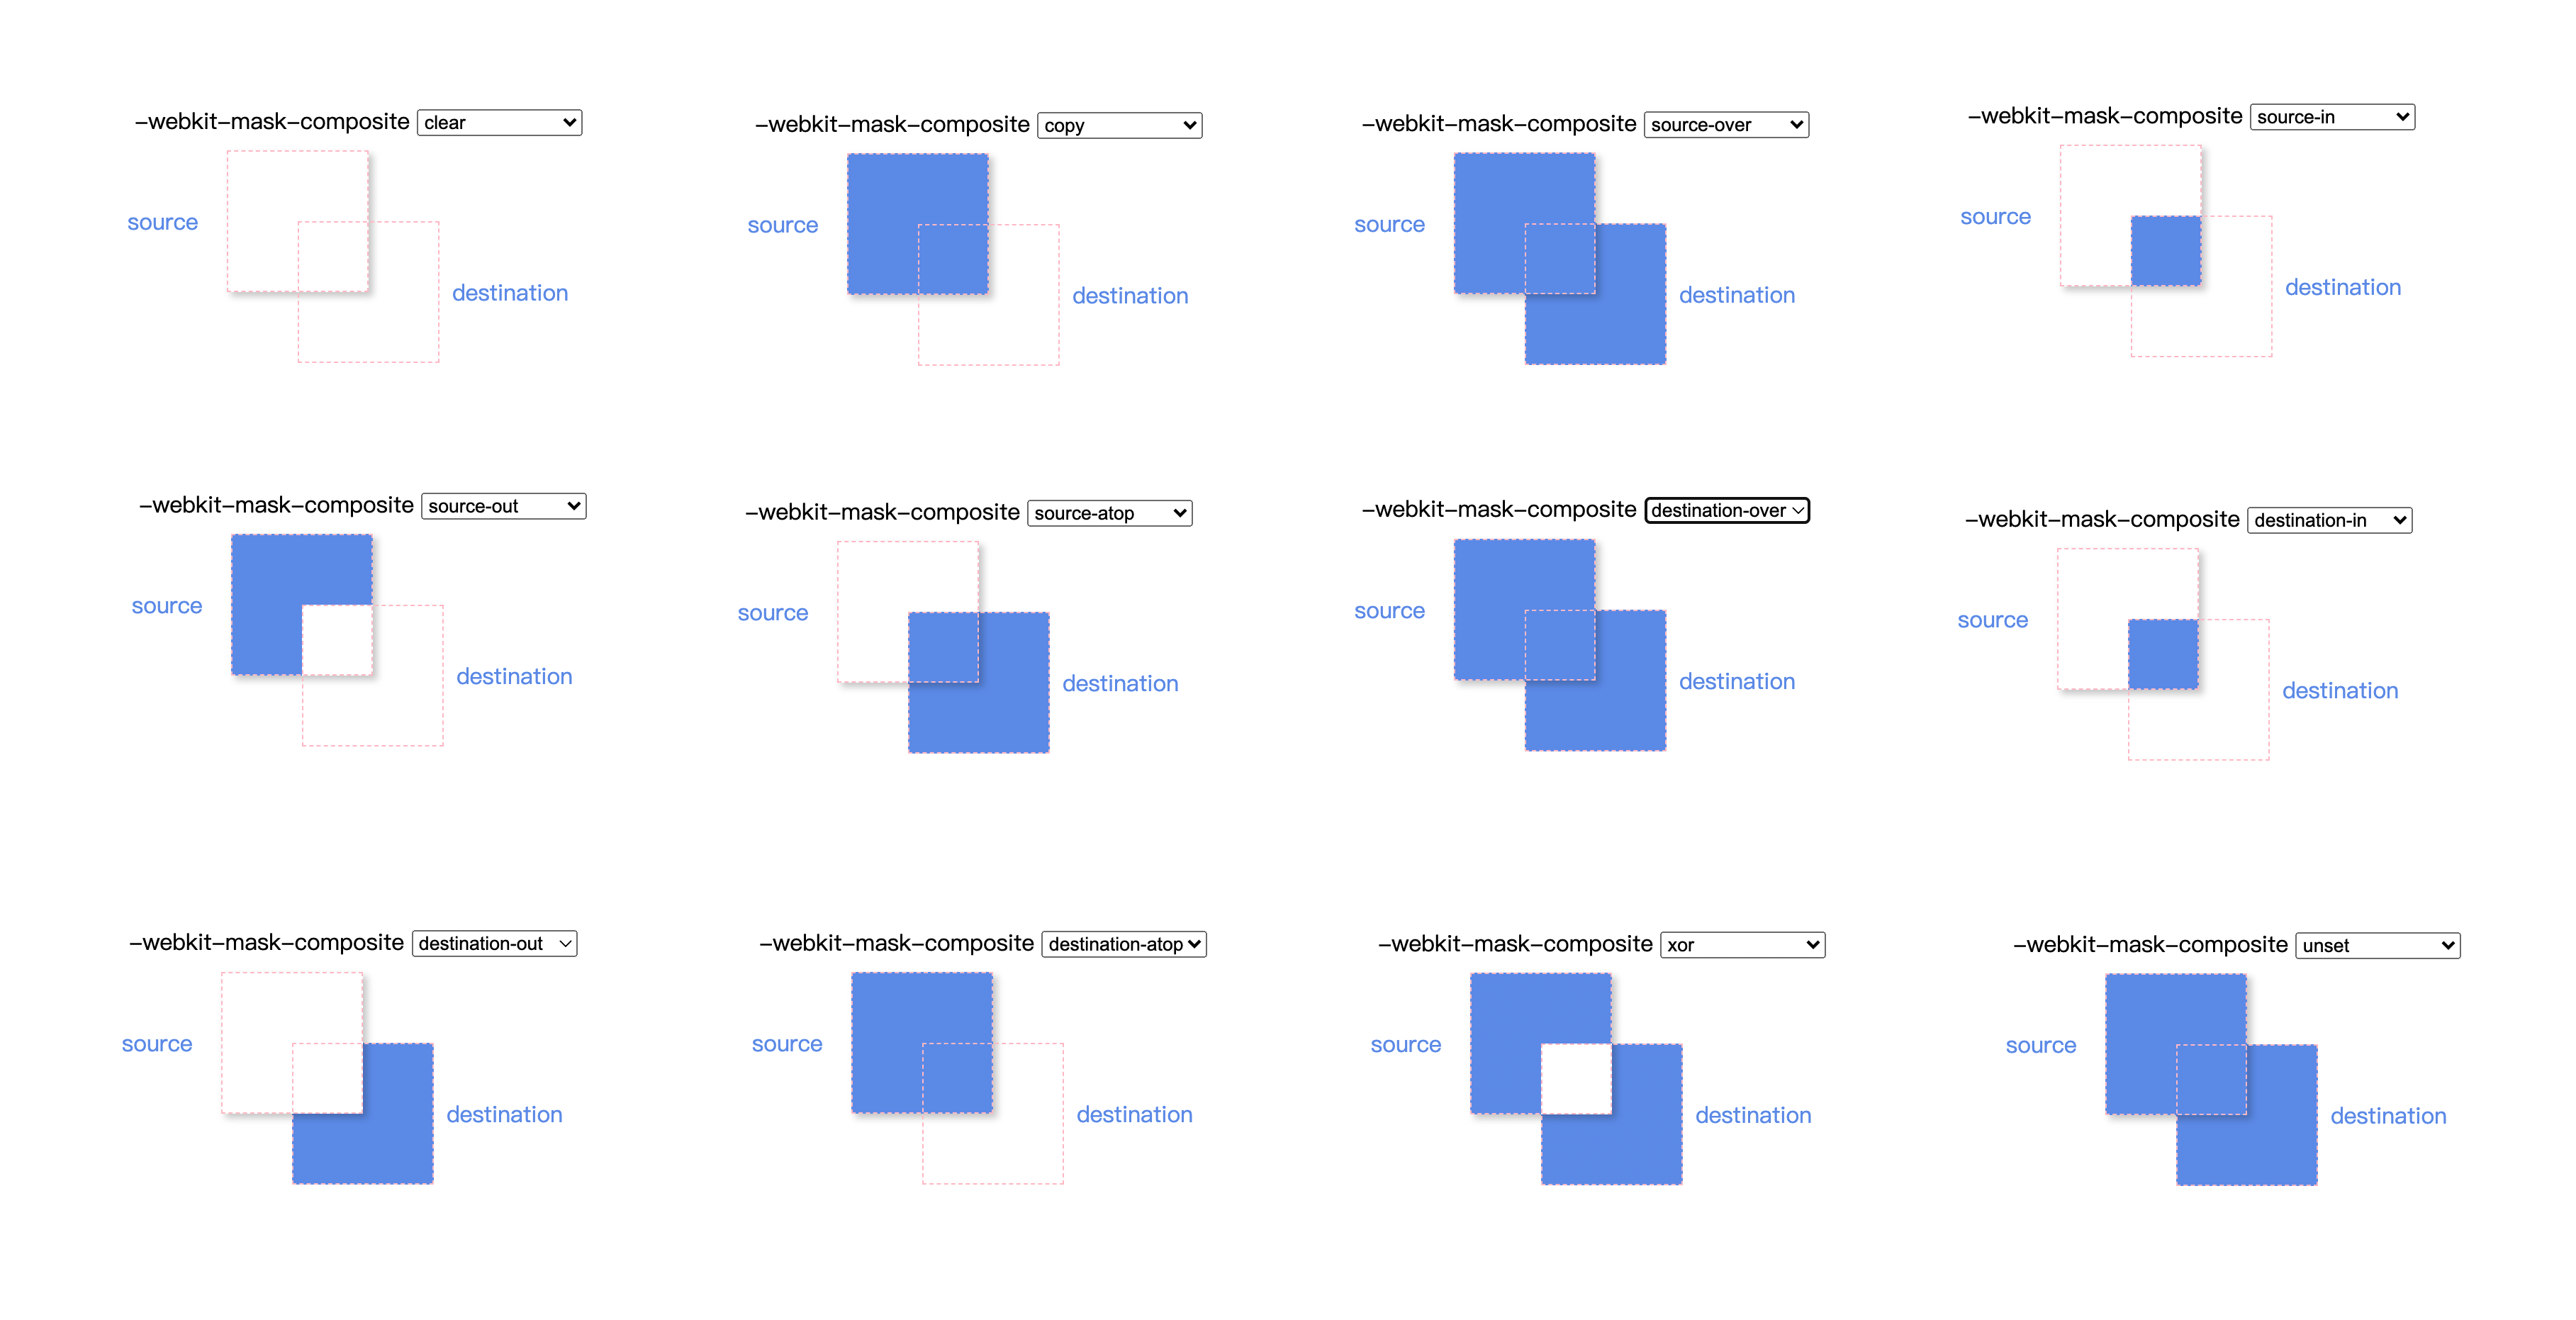 –webkit–mask–composite clear
source
destination
–webkit–mask–composite copy
source
destination
–webkit–mask–composite source-over
source
destination
–webkit–mask–composite source-in
source
destination
–webkit–mask–composite source-out
source
destination
–webkit–mask–composite source-atop
source
destination
–webkit–mask–composite destination-over
source
destination
–webkit–mask–composite destination-in
source
destination
–webkit–mask–composite destination-out
source
destination
–webkit–mask–composite destination-atop
source
destination
–webkit–mask–composite xor
source
destination
–webkit–mask–composite unset
source
destination